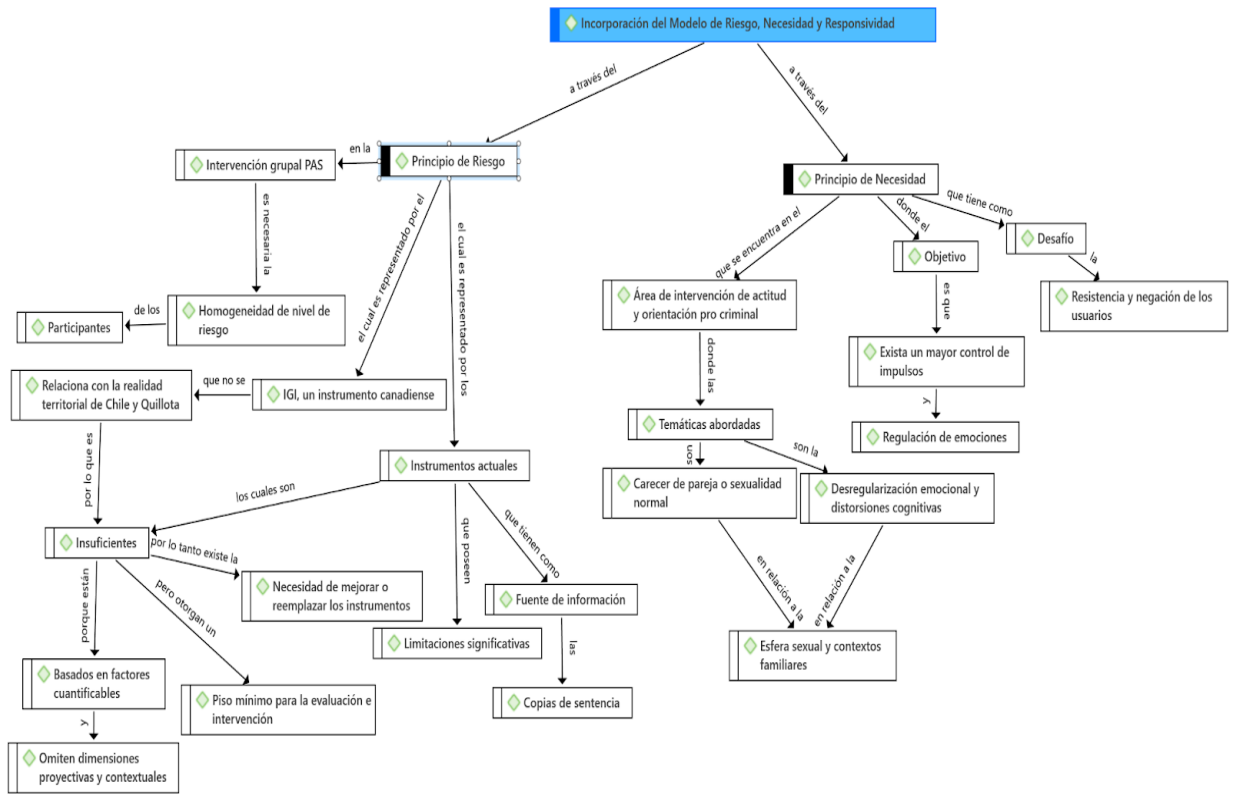 Incorporación del Modelo de Riesgo, Necesidad y Responsividad
a través del
a través del
Principio de Riesgo
en la
Intervención grupal PAS
es necesaria la
Homogeneidad de nivel de
riesgo
de los
Participantes
el cual es representado por el
IGI, un instrumento canadiense
que no se
Relaciona con la realidad
territorial de Chile y Quillota
por lo que es
el cual es representado por los
Instrumentos actuales
los cuales son
Insuficientes
por lo tanto existe la
Necesidad de mejorar o
reemplazar los instrumentos
pero otorgan un
Piso mínimo para la evaluación e
intervención
porque están
Basados en factores
cuantificables
y
Omiten dimensiones
proyectivas y contextuales
que poseen
Limitaciones significativas
que tienen como
Fuente de información
las
Copias de sentencia
Principio de Necesidad
que se encuentra en el
Área de intervención de actitud
y orientación pro criminal
donde las
Temáticas abordadas
son
Carecer de pareja o sexualidad
normal
son la
Desregularización emocional y
distorsiones cognitivas
en relación a la
en relación a la
Esfera sexual y contextos
familiares
donde el
Objetivo
es que
Exista un mayor control de
impulsos
y
Regulación de emociones
que tiene como
Desafío
la
Resistencia y negación de los
usuarios